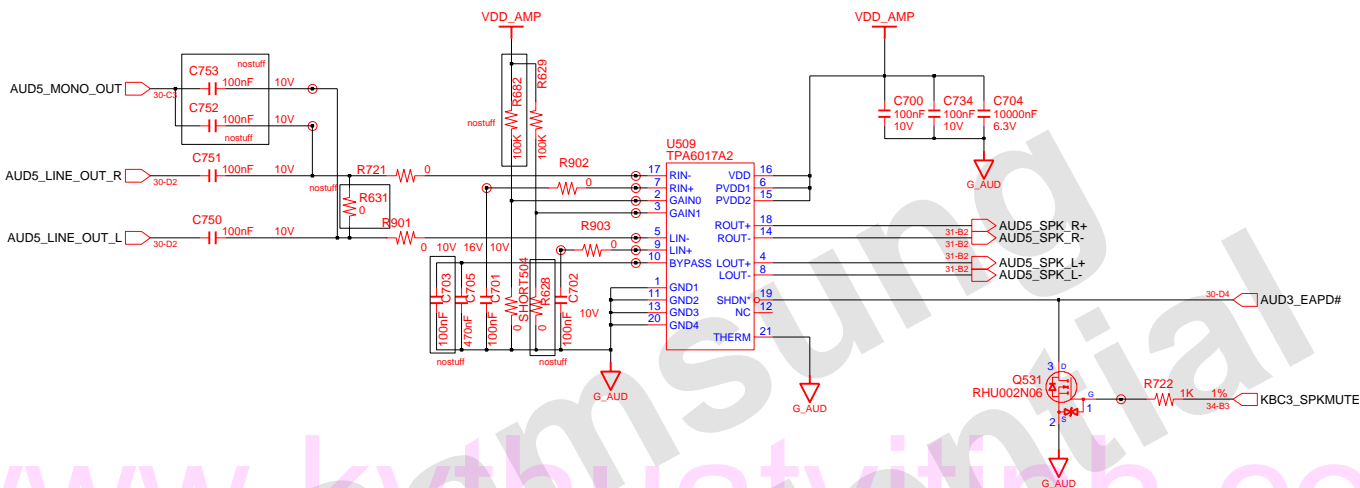 VDD_AMP
VDD_AMP
nostuff
C753
100nF 10V
AUD5_MONO_OUT
30-C3
C752
100nF 10V
nostuff
C751
100nF 10V
AUD5_LINE_OUT_R
30-D2
nostuff
R631
0
C750
100nF 10V
AUD5_LINE_OUT_L
30-D2
R721 0
R901
0 10V 16V 10V
nostuff
R682
100K
R629
100K
R902
0
R903
0
C703
100nF
nostuff
C705
470nF
C701
100nF
SHORT504
0
R628
0
nostuff
C702
100nF
10V
G_AUD
U509
TPA6017A2
17 RIN-
7 RIN+
2 GAIN0
3 GAIN1
5 LIN-
9 LIN+
10 BYPASS
1 GND1
11 GND2
13 GND3
20 GND4
VDD 16
PVDD1 6
PVDD2 15
ROUT+ 18
ROUT- 14
LOUT+ 4
LOUT- 8
SHDN* 19
NC 12
THERM 21
G_AUD
C700
100nF
10V
C734
100nF
10V
C704
10000nF
6.3V
G_AUD
AUD5_SPK_R+
31-B2
AUD5_SPK_R-
31-B2
AUD5_SPK_L+
31-B2
AUD5_SPK_L-
31-B2
30-D4
AUD3_EAPD#
3 D
Q531
RHU002N06
G
1
2 S
R722
1K 1%
34-B3
KBC3_SPKMUTE
G_AUD